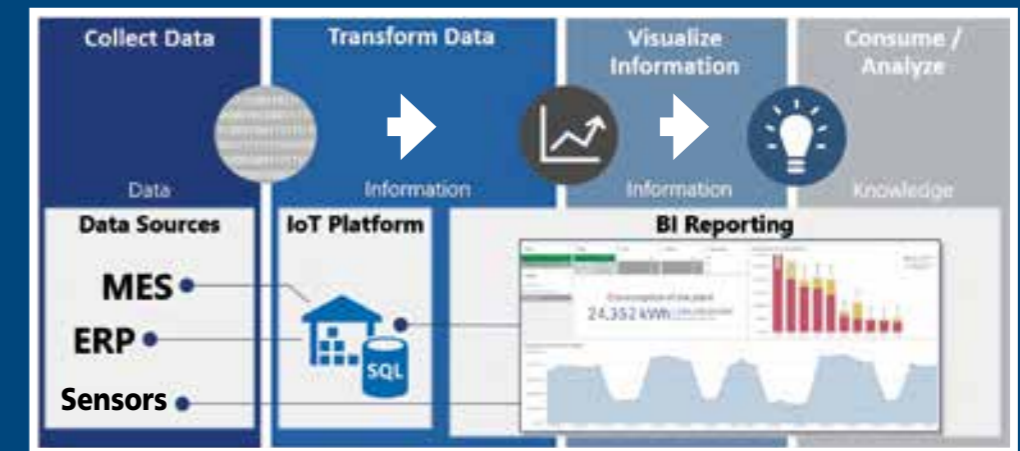 Collect Data
Transform Data
Visualize
Information
Consume /
Analyze
Data
Information
Information
Knowledge
Data Sources
IoT Platform
BI Reporting
MES
ERP
Sensors
SQL
Consumption of the plant
24,352 kWh